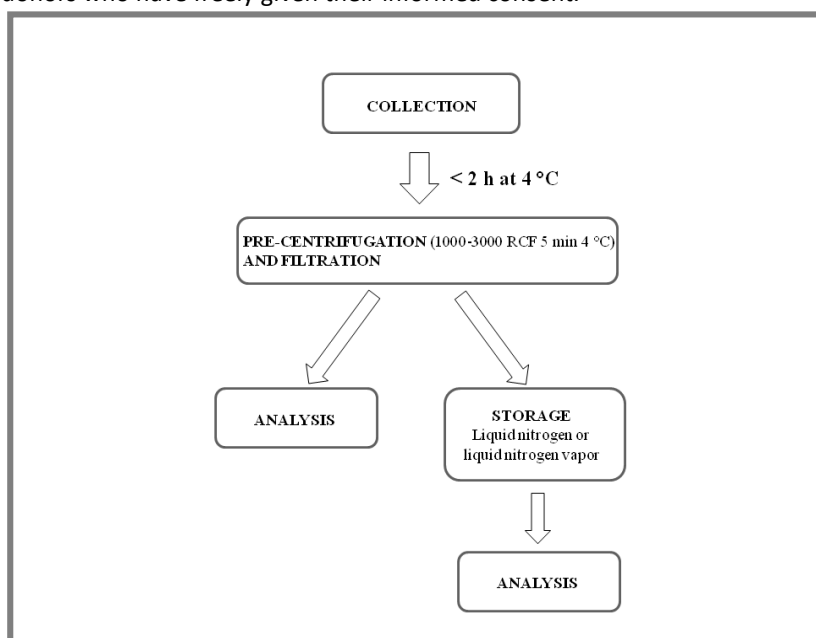 donors who have freely given their informed consent.
COLLECTION
< 2 h at 4 °C
PRE-CENTRIFUGATION (1000-3000 RCF 5 min 4 °C)
AND FILTRATION
ANALYSIS
STORAGE
Liquid nitrogen or
liquid nitrogen vapor
ANALYSIS